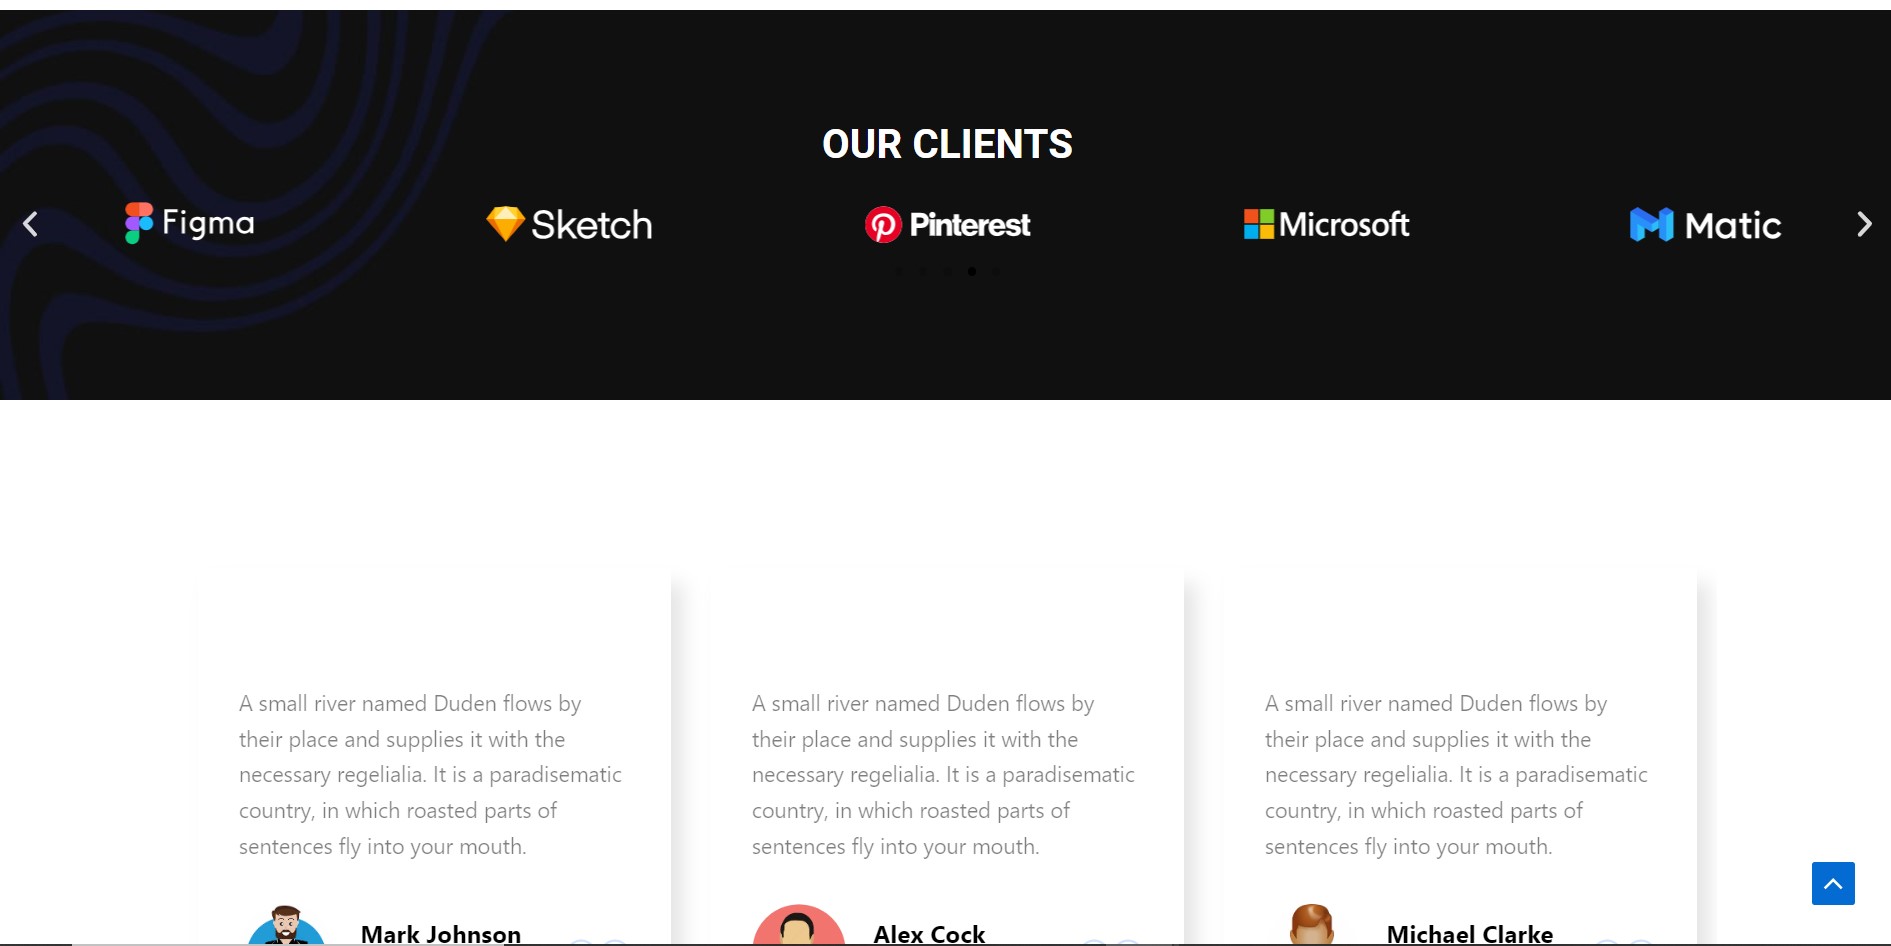 OUR CLIENTS
Figma
Sketch
Pinterest
Microsoft
Matic
A small river named Duden flows by
their place and supplies it with the
necessary regelialia. It is a paradisematic
country, in which roasted parts of
sentences fly into your mouth.
Mark Johnson
A small river named Duden flows by
their place and supplies it with the
necessary regelialia. It is a paradisematic
country, in which roasted parts of
sentences fly into your mouth.
Alex Cock
A small river named Duden flows by
their place and supplies it with the
necessary regelialia. It is a paradisematic
country, in which roasted parts of
sentences fly into your mouth.
Michael Clarke